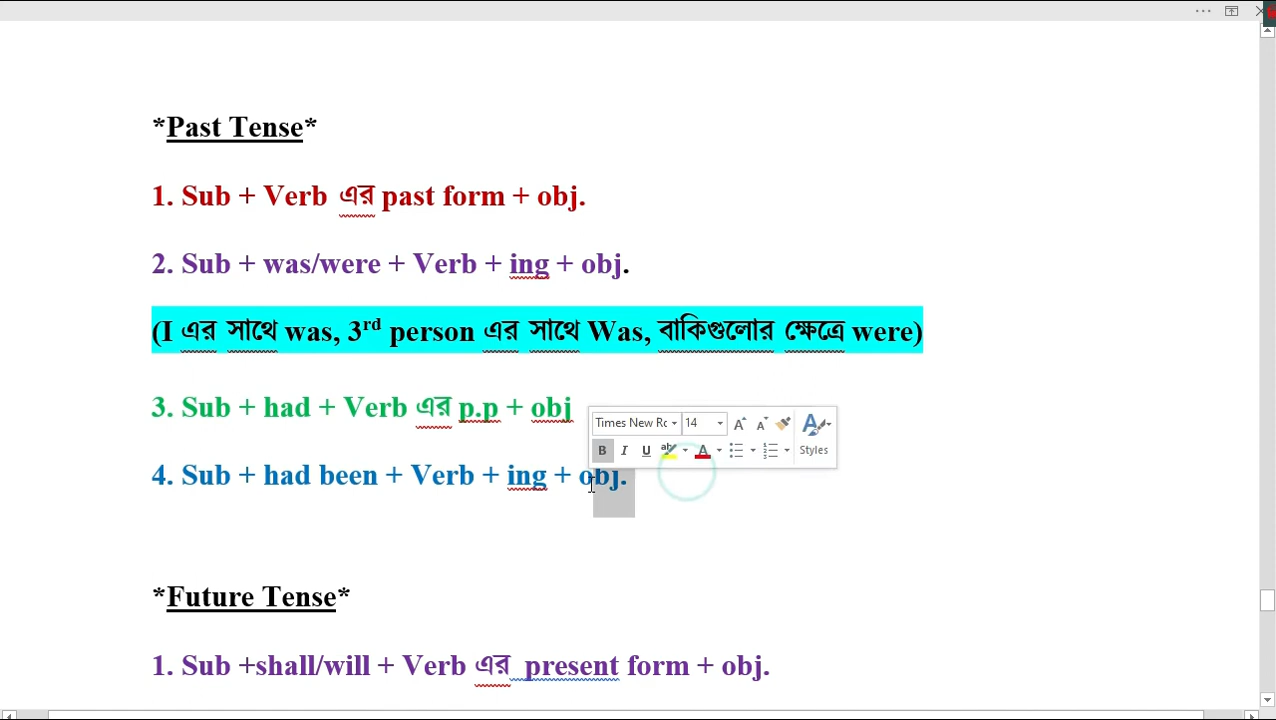 *Past Tense*
1. Sub + Verb এর past form + obj.
2. Sub + was/were + Verb + ing + obj.
(I এর সাথে was, 3rd person এর সাথে Was, বাকিগুলোর ক্ষেত্রে were)
3. Sub + had + Verb এর p.p + obj
Times New Rc 14
B I U ab A Styles
4. Sub + had been + Verb + ing + obj.
*Future Tense*
1. Sub +shall/will + Verb এর present form + obj.